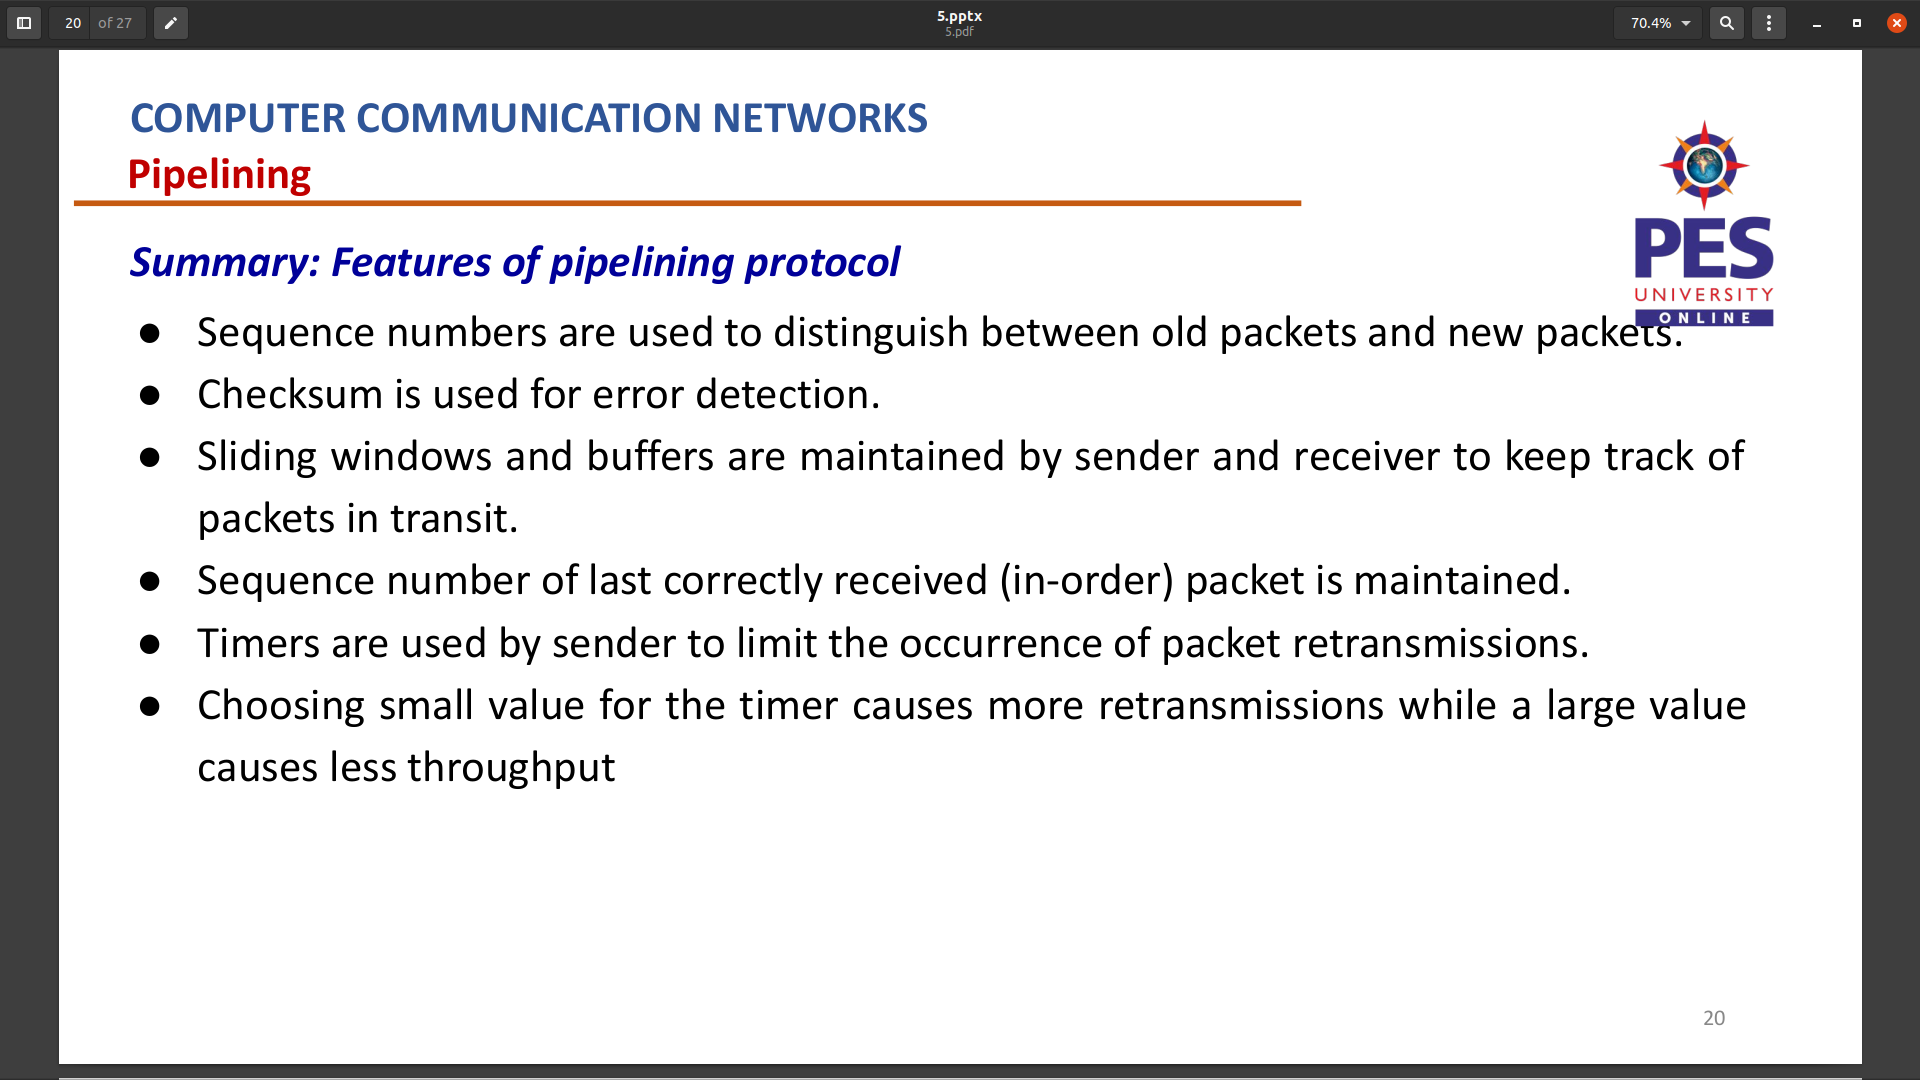 20 of 27
5.pptx
5.pdf
70.4%
COMPUTER COMMUNICATION NETWORKS
Pipelining
PES
UNIVERSITY
ONLINE
Summary: Features of pipelining protocol
● Sequence numbers are used to distinguish between old packets and new packets.
● Checksum is used for error detection.
● Sliding windows and buffers are maintained by sender and receiver to keep track of
packets in transit.
● Sequence number of last correctly received (in-order) packet is maintained.
● Timers are used by sender to limit the occurrence of packet retransmissions.
● Choosing small value for the timer causes more retransmissions while a large value
causes less throughput
20